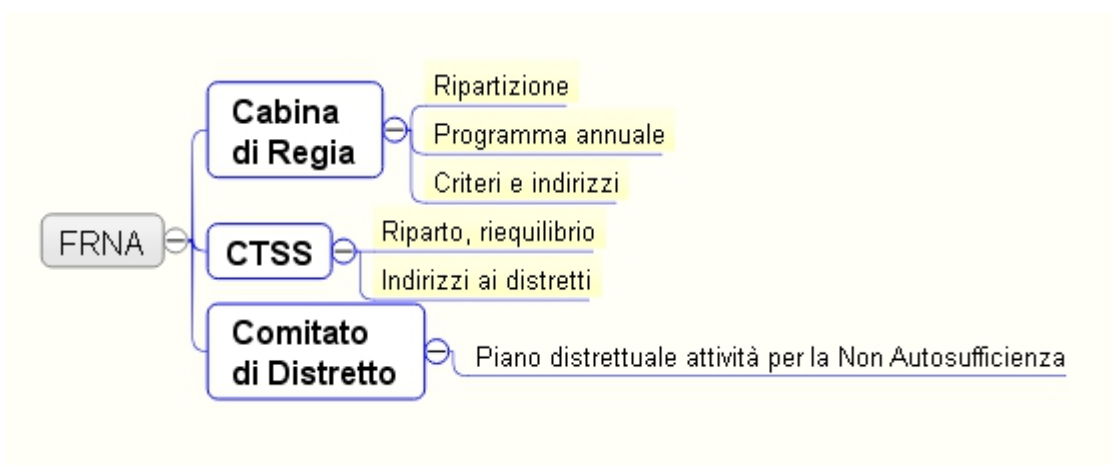 Cabina
di Regia
Ripartizione
Programma annuale
Criteri e indirizzi
FRNA
CTSS
Riparto, riequilibrio
Indirizzi ai distretti
Comitato
di Distretto
Piano distrettuale attività per la Non Autosufficienza